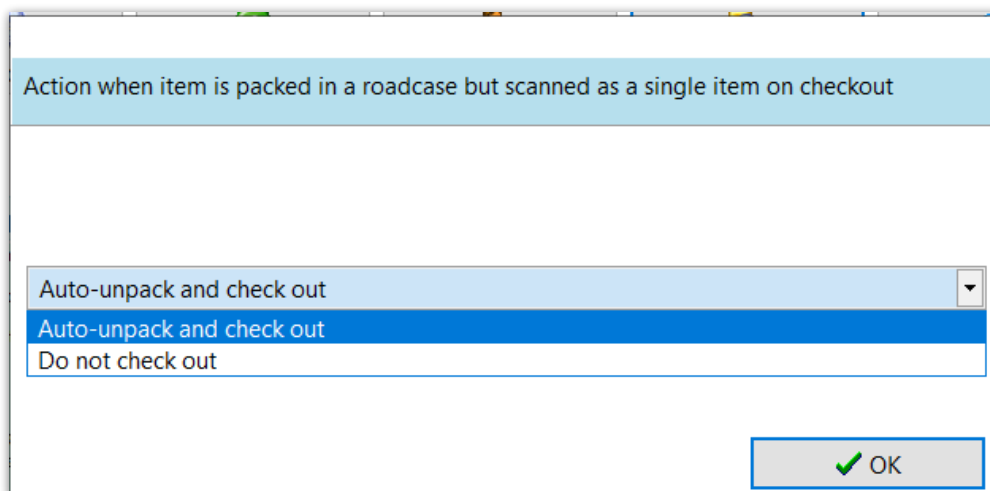 Action when item is packed in a roadcase but scanned as a single item on checkout
Auto-unpack and check out
Auto-unpack and check out
Do not check out
OK